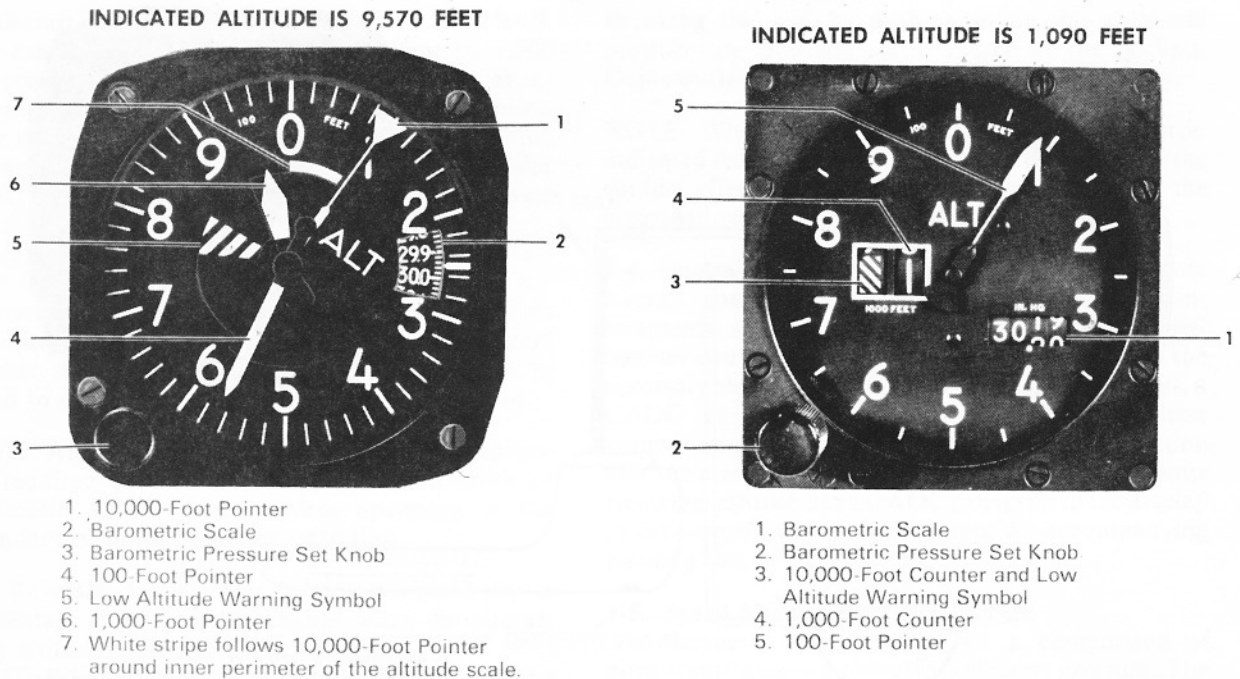 INDICATED ALTITUDE IS 9,570 FEET
7
6
5
4
3
1
2
0
1
2
3
4
5
6
7
8
9
100 FEET
ALT
29.9
30.0
1. 10,000-Foot Pointer
2. Barometric Scale
3. Barometric Pressure Set Knob
4. 100-Foot Pointer
5. Low Altitude Warning Symbol
6. 1,000-Foot Pointer
7. White stripe follows 10,000-Foot Pointer
around inner perimeter of the altitude scale.
INDICATED ALTITUDE IS 1,090 FEET
5
4
3
2
1
0
1
2
3
4
5
6
7
8
9
100 FEET
ALT
1
1000 FEET
IN. HG
30
1. Barometric Scale
2. Barometric Pressure Set Knob
3. 10,000-Foot Counter and Low
Altitude Warning Symbol
4. 1,000-Foot Counter
5. 100-Foot Pointer